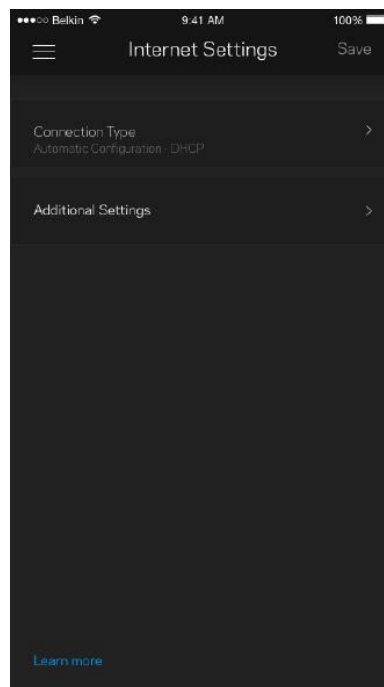 Belkin 9:41 AM 100%
Internet Settings Save
Connection Type
Automatic Configuration - DHCP
Additional Settings
Learn more